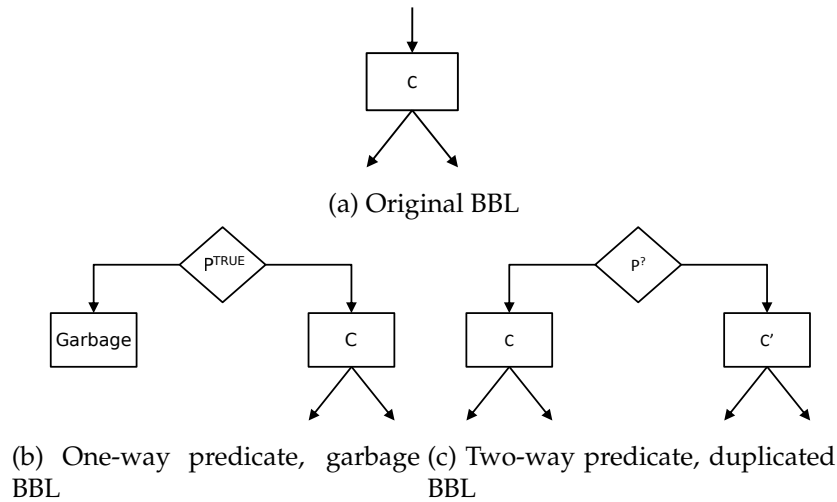 C
(a) Original BBL
P^TRUE
P^?
Garbage
C
C
C'
(b) One-way predicate, garbage BBL
(c) Two-way predicate, duplicated BBL